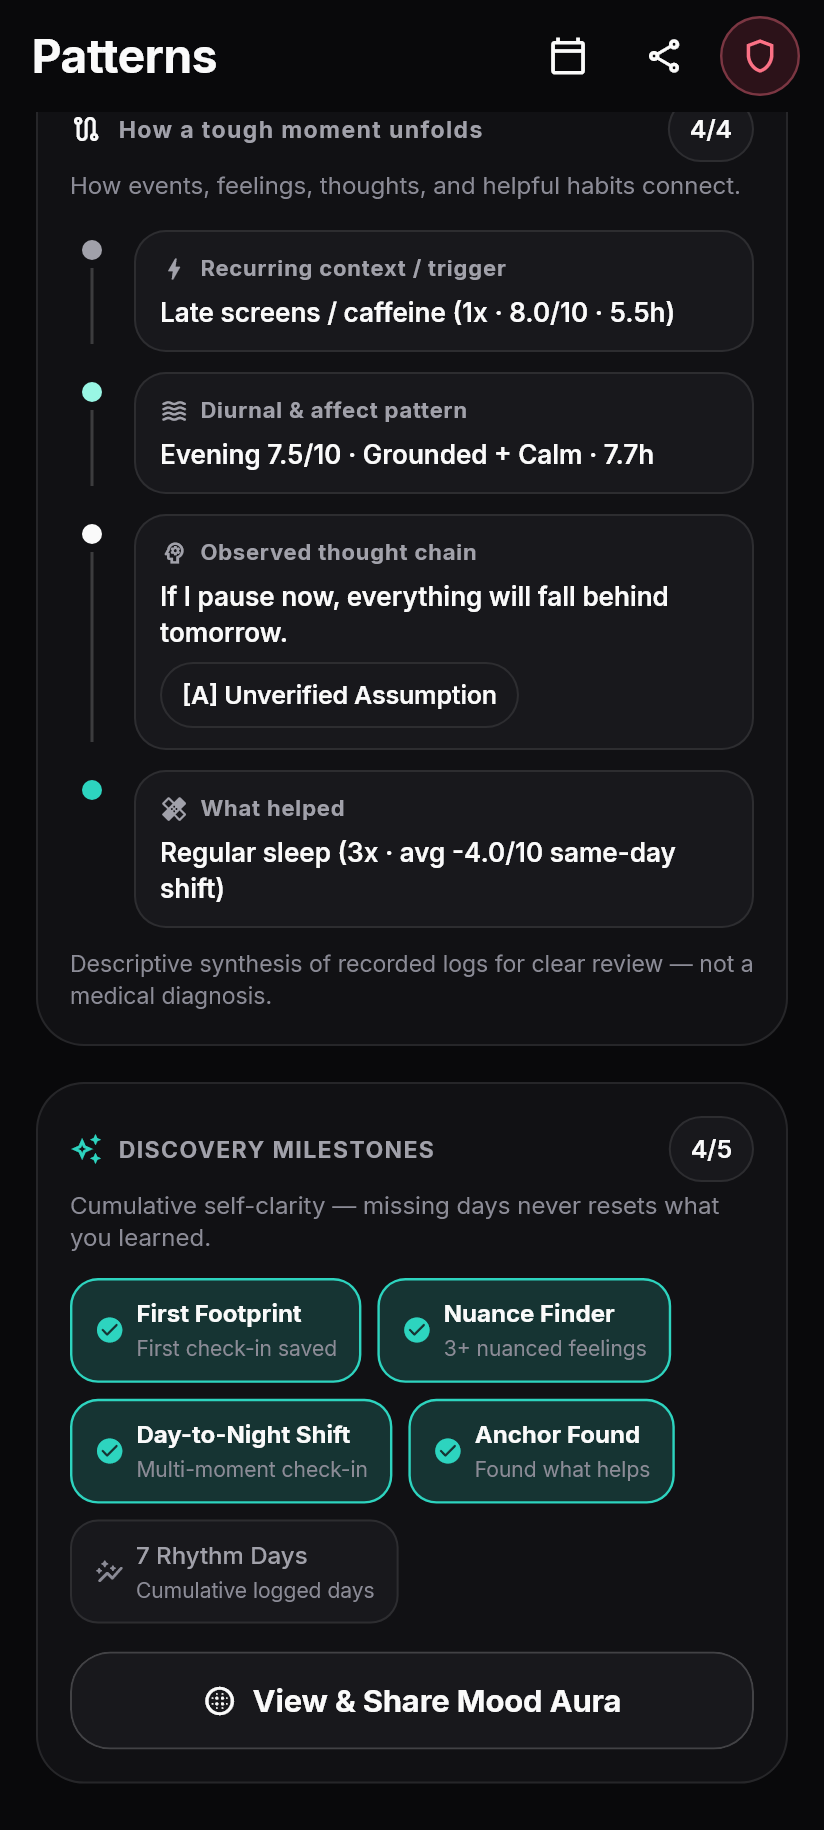 Patterns
How a tough moment unfolds
4/4
How events, feelings, thoughts, and helpful habits connect.
Recurring context / trigger
Late screens / caffeine (1x · 8.0/10 · 5.5h)
Diurnal & affect pattern
Evening 7.5/10 · Grounded + Calm · 7.7h
Observed thought chain
If I pause now, everything will fall behind
tomorrow.
[A] Unverified Assumption
What helped
Regular sleep (3x · avg -4.0/10 same-day
shift)
Descriptive synthesis of recorded logs for clear review — not a
medical diagnosis.
DISCOVERY MILESTONES
4/5
Cumulative self-clarity — missing days never resets what
you learned.
First Footprint
First check-in saved
Nuance Finder
3+ nuanced feelings
Day-to-Night Shift
Multi-moment check-in
Anchor Found
Found what helps
7 Rhythm Days
Cumulative logged days
View & Share Mood Aura